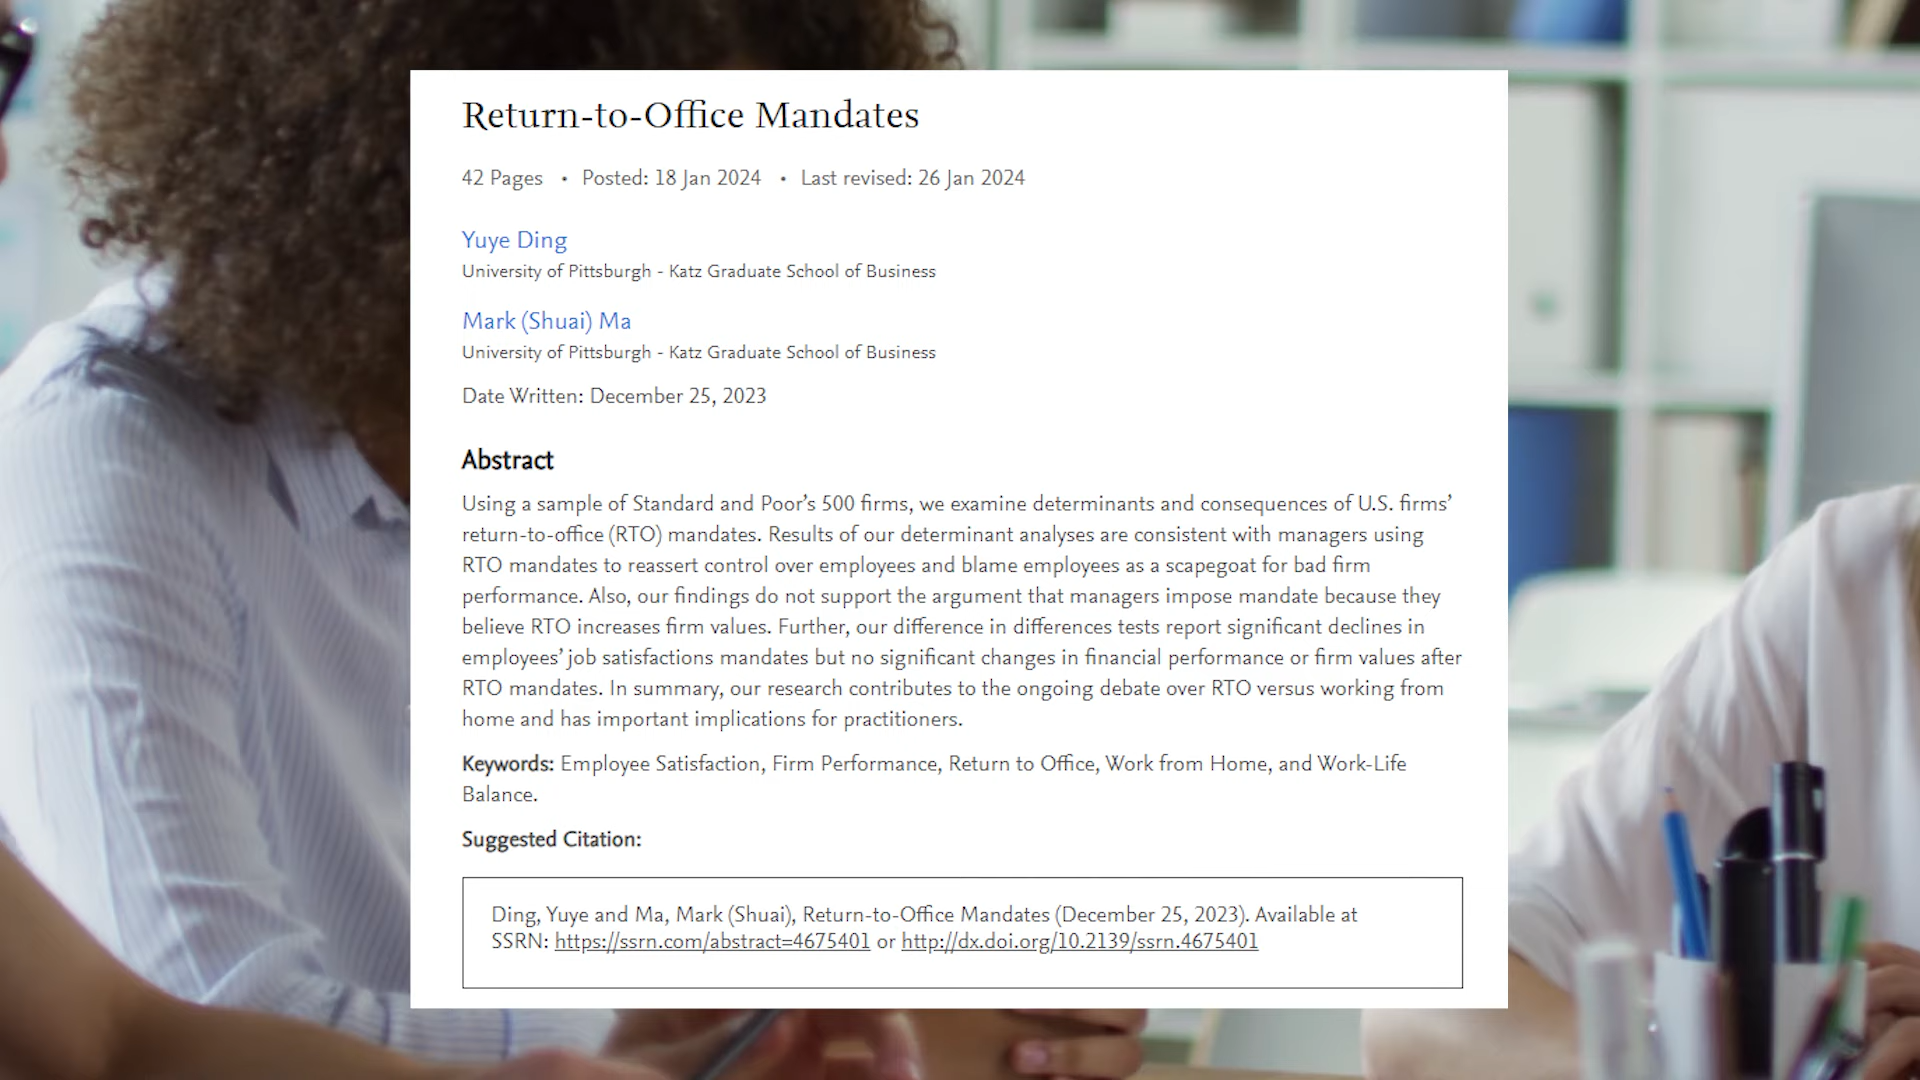 Return-to-Office Mandates
42 Pages • Posted: 18 Jan 2024 • Last revised: 26 Jan 2024
Yuye Ding
University of Pittsburgh - Katz Graduate School of Business
Mark (Shuai) Ma
University of Pittsburgh - Katz Graduate School of Business
Date Written: December 25, 2023
Abstract
Using a sample of Standard and Poor’s 500 firms, we examine determinants and consequences of U.S. firms’
return-to-office (RTO) mandates. Results of our determinant analyses are consistent with managers using
RTO mandates to reassert control over employees and blame employees as a scapegoat for bad firm
performance. Also, our findings do not support the argument that managers impose mandate because they
believe RTO increases firm values. Further, our difference in differences tests report significant declines in
employees’ job satisfactions mandates but no significant changes in financial performance or firm values after
RTO mandates. In summary, our research contributes to the ongoing debate over RTO versus working from
home and has important implications for practitioners.
Keywords: Employee Satisfaction, Firm Performance, Return to Office, Work from Home, and Work-Life
Balance.
Suggested Citation:
Ding, Yuye and Ma, Mark (Shuai), Return-to-Office Mandates (December 25, 2023). Available at
SSRN: https://ssrn.com/abstract=4675401 or http://dx.doi.org/10.2139/ssrn.4675401